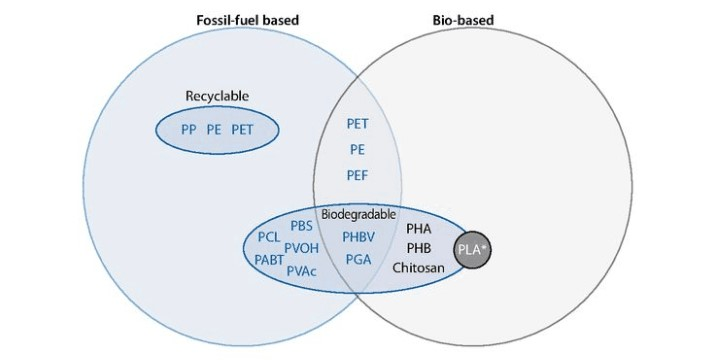 Fossil-fuel based
Bio-based
Recyclable
PP PE PET
PET
PE
PEF
Biodegradable
PCL
PBS
PVOH
PABT
PVAc
PHBV
PGA
PHA
PHB
Chitosan
PLA*